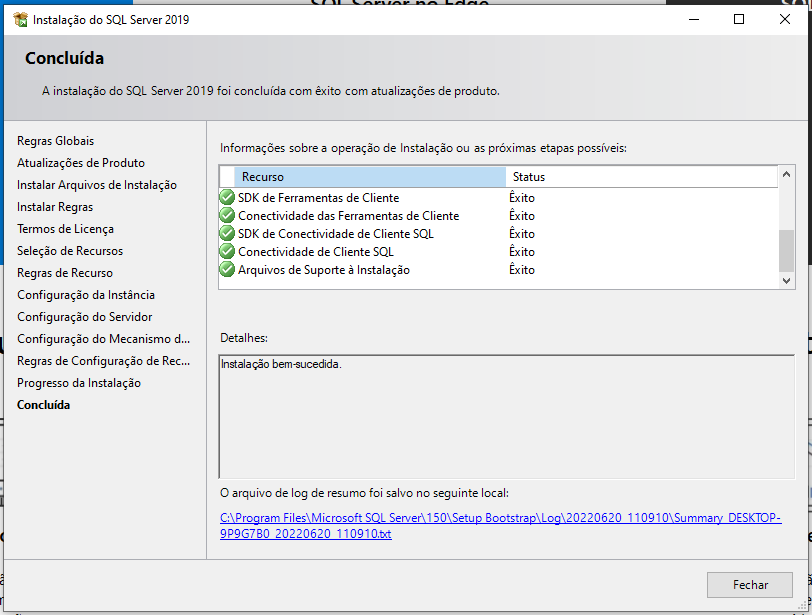 SQL Server no Edge
Instalação do SQL Server 2019
Concluída
A instalação do SQL Server 2019 foi concluída com êxito com atualizações de produto.
Regras Globais
Atualizações de Produto
Instalar Arquivos de Instalação
Instalar Regras
Termos de Licença
Seleção de Recursos
Regras de Recurso
Configuração da Instância
Configuração do Servidor
Configuração do Mecanismo d...
Regras de Configuração de Rec...
Progresso da Instalação
Concluída
Informações sobre a operação de Instalação ou as próximas etapas possíveis:
Recurso Status
SDK de Ferramentas de Cliente Êxito
Conectividade das Ferramentas de Cliente Êxito
SDK de Conectividade de Cliente SQL Êxito
Conectividade de Cliente SQL Êxito
Arquivos de Suporte à Instalação Êxito
Detalhes:
Instalação bem-sucedida.
O arquivo de log de resumo foi salvo no seguinte local:
C:\Program Files\Microsoft SQL Server\150\Setup Bootstrap\Log\20220620_110910\Summary_DESKTOP-
9P9G7B0_20220620_110910.txt
Fechar